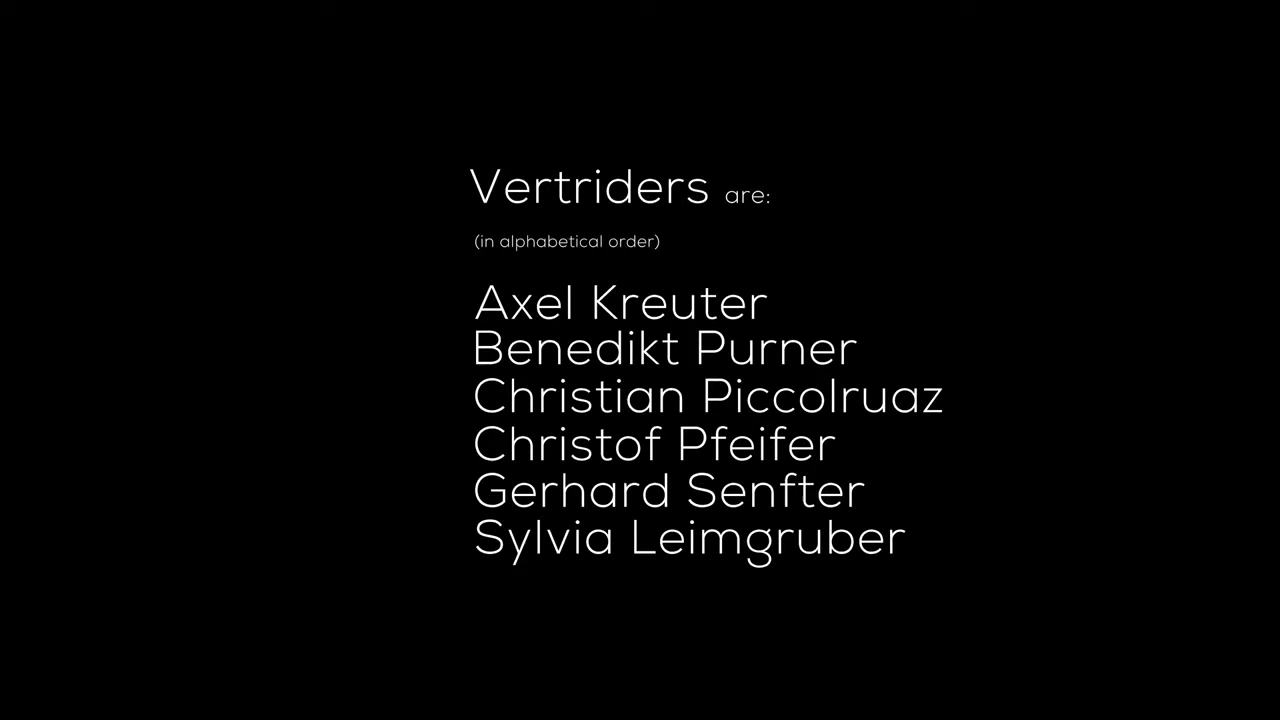 Vertriders are:
(in alphabetical order)
Axel Kreuter
Benedikt Purner
Christian Piccolruaz
Christof Pfeifer
Gerhard Senfter
Sylvia Leimgruber